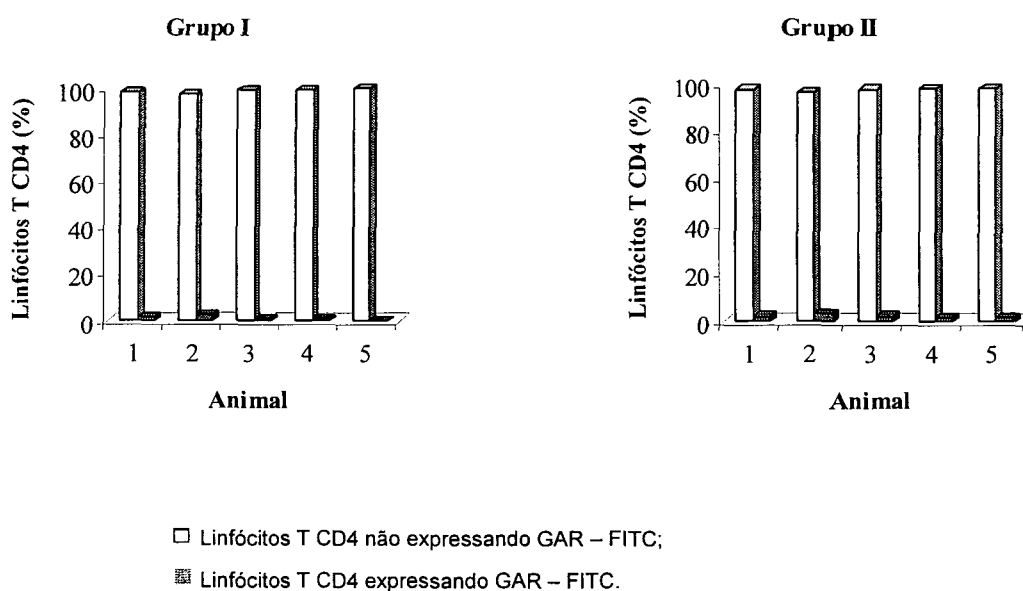 Grupo I
Grupo II
Linfócitos T CD4 (%)
100
80
60
40
20
0
1 2 3 4 5
Animal
Linfócitos T CD4 (%)
100
80
60
40
20
0
1 2 3 4 5
Animal
Linfócitos T CD4 não expressando GAR – FITC;
Linfócitos T CD4 expressando GAR – FITC.